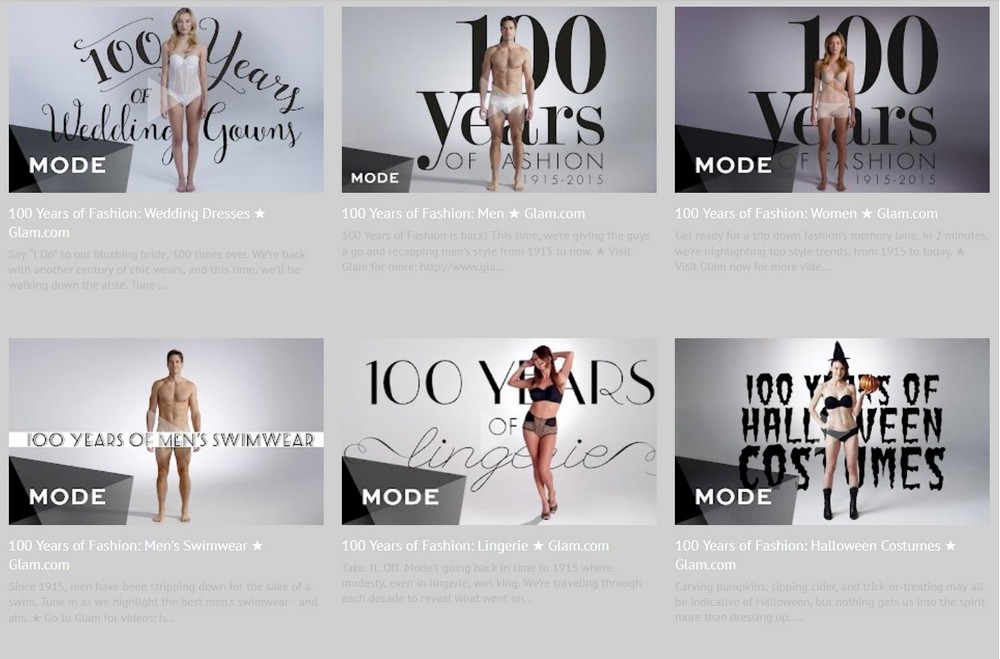 100 Years
OF
Wedding Gowns
MODE
100 Years of Fashion: Wedding Dresses ★
Glam.com
Say "I Do" to our blushing bride, 100 times over. We're back
with another century of chic wears, and this time, we'll be
walking down the aisle. Tune ...
100
Years
OF FASHION
1915-2015
MODE
100 Years of Fashion: Men ★ Glam.com
100 Years of Fashion is back! This time, we're giving the guys
a go and recapping men's style from 1915 to now. ★ Visit
Glam for more: http://www.gla...
100
Years
OF FASHION
1915-2015
MODE
100 Years of Fashion: Women ★ Glam.com
Get ready for a trip down fashion's memory lane. In 2 minutes,
we're highlighting top style trends, from 1915 to today. ★
Visit Glam now for more vide...
100 YEARS OF MEN'S SWIMWEAR
MODE
100 Years of Fashion: Men's Swimwear ★
Glam.com
Since 1915, men have been stripping down for the sake of a
swim. Tune in as we highlight the best men's swimwear - and
abs. ★ Go to Glam for videos: h...
100 YEARS
OF
lingerie
MODE
100 Years of Fashion: Lingerie ★ Glam.com
Take. It. Off. Mode's going back in time to 1915 where
modesty, even in lingerie, was king. We're traveling through
each decade to reveal what went on...
100 YEARS OF
HALLOWEEN
COSTUMES
MODE
100 Years of Fashion: Halloween Costumes ★
Glam.com
Carving pumpkins, sipping cider, and trick-or-treating may all
be indicative of Halloween, but nothing gets us into the spirit
more than dressing up. ...